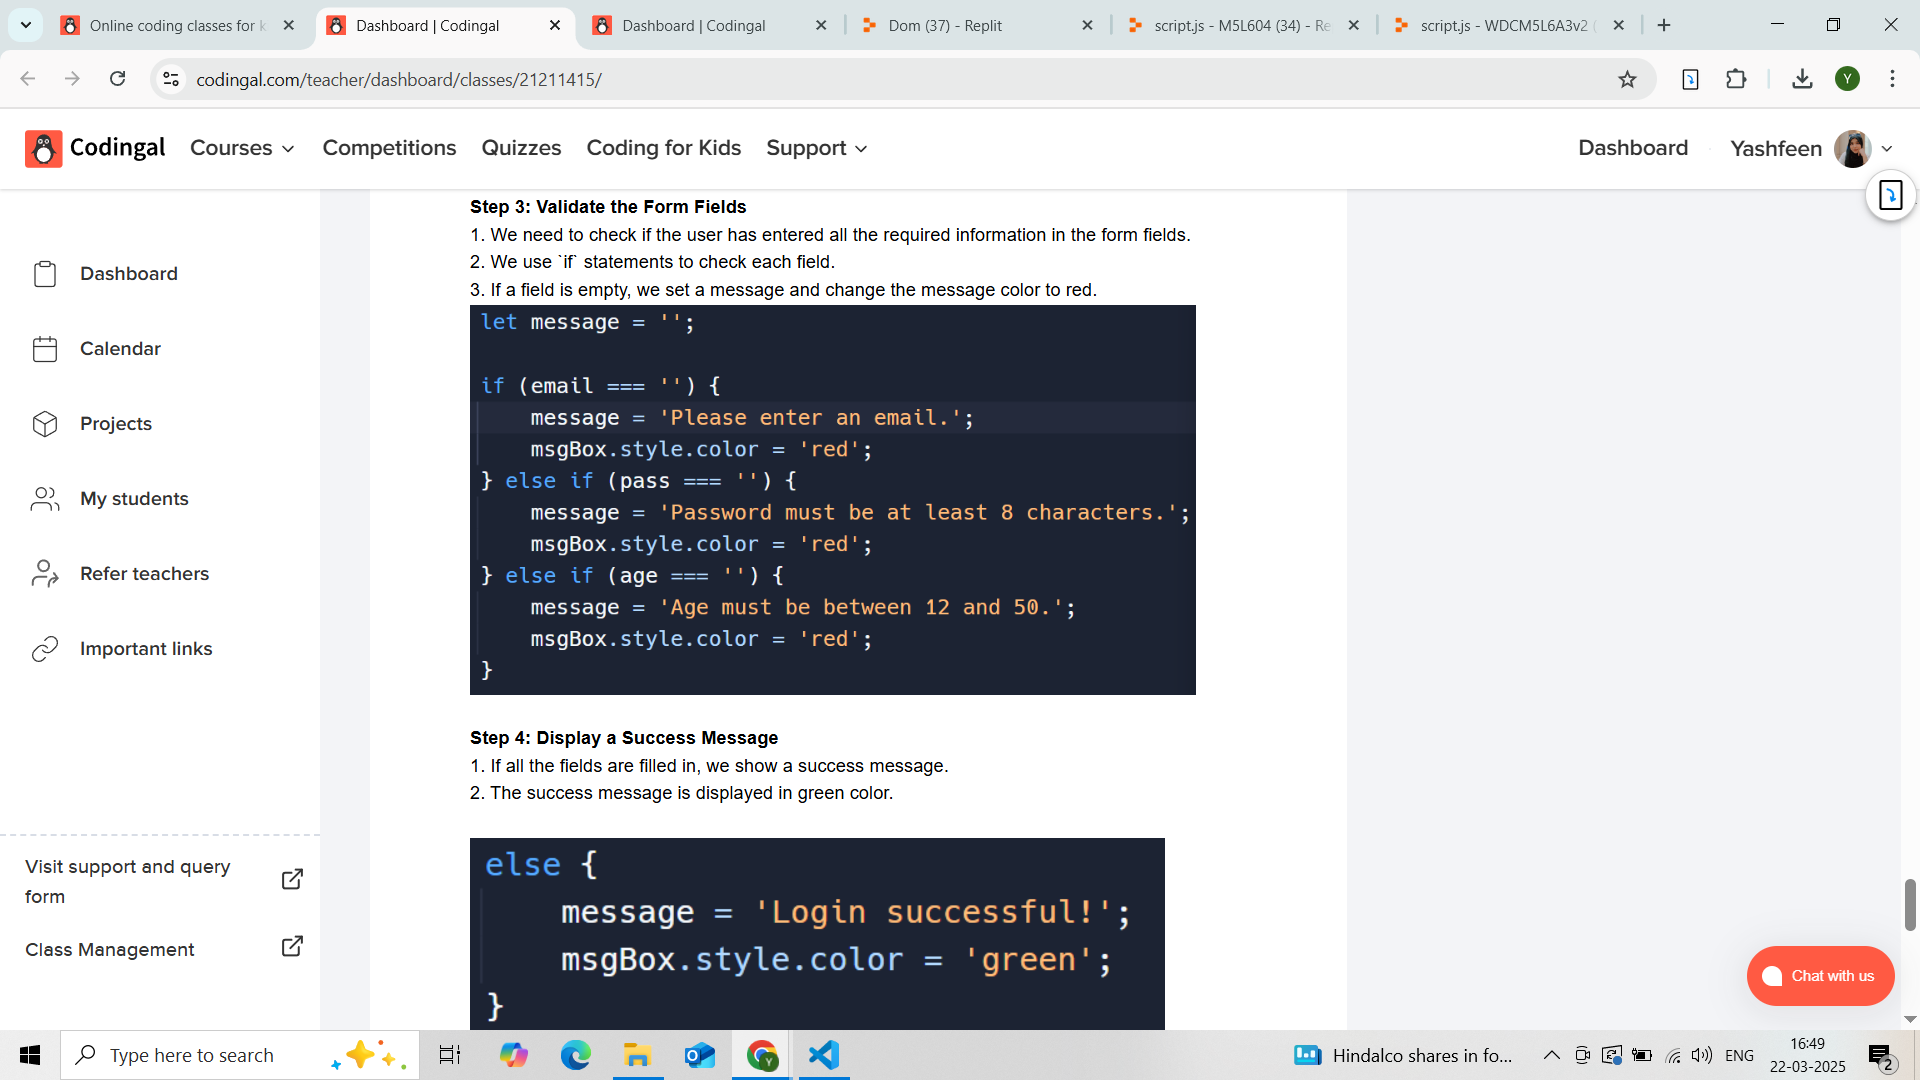 Online coding classes for k
Dashboard | Codingal
Dashboard | Codingal
Dom (37) - Replit
script.js - M5L604 (34) - Re
script.js - WDCM5L6A3v2 (
codingal.com/teacher/dashboard/classes/21211415/
Y
Codingal
Courses
Competitions
Quizzes
Coding for Kids
Support
Dashboard
Yashfeen
Dashboard
Calendar
Projects
My students
Refer teachers
Important links
Visit support and query
form
Class Management
Step 3: Validate the Form Fields
1. We need to check if the user has entered all the required information in the form fields.
2. We use `if` statements to check each field.
3. If a field is empty, we set a message and change the message color to red.
let message = '';
if (email === '') {
message = 'Please enter an email.';
msgBox.style.color = 'red';
} else if (pass === '') {
message = 'Password must be at least 8 characters.';
msgBox.style.color = 'red';
} else if (age === '') {
message = 'Age must be between 12 and 50.';
msgBox.style.color = 'red';
}
Step 4: Display a Success Message
1. If all the fields are filled in, we show a success message.
2. The success message is displayed in green color.
else {
message = 'Login successful!';
msgBox.style.color = 'green';
}
Chat with us
Type here to search
Hindalco shares in fo...
ENG
16:49
22-03-2025
2